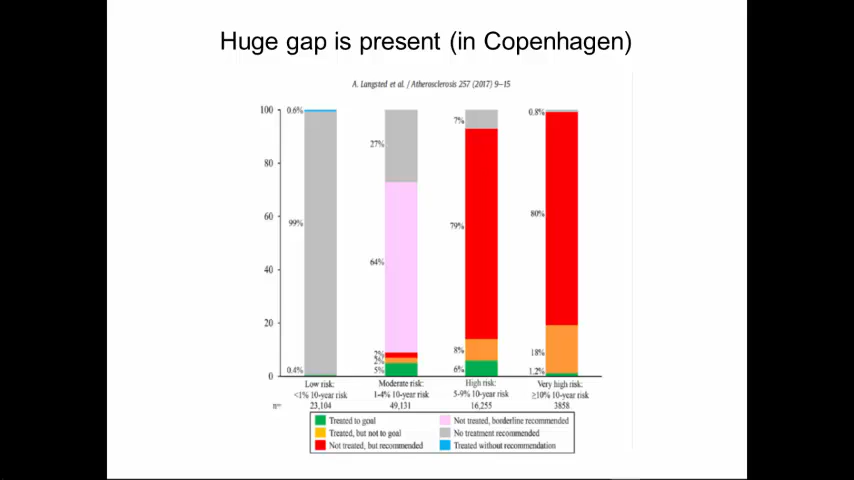 Huge gap is present (in Copenhagen)
A. Langsted et al. / Atherosclerosis 257 (2017) 9–15
100
80
60
40
20
0
0.6%
99%
0.4%
27%
64%
2%
2%
5%
7%
79%
8%
6%
0.8%
80%
18%
1.2%
Low risk:
<1% 10-year risk
23,104
Moderate risk:
1-4% 10-year risk
49,131
High risk:
5-9% 10-year risk
16,255
Very high risk:
≥10% 10-year risk
3858
n=
Treated to goal
Treated, but not to goal
Not treated, but recommended
Not treated, borderline recommended
No treatment recommended
Treated without recommendation